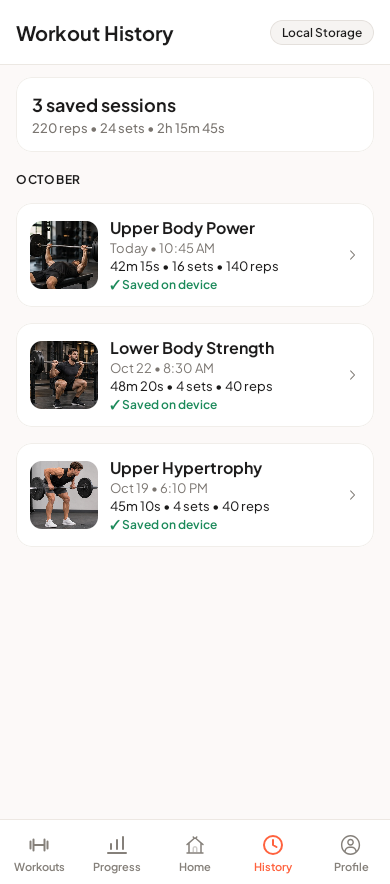 Workout History
Local Storage
3 saved sessions
220 reps • 24 sets • 2h 15m 45s
OCTOBER
Upper Body Power
Today • 10:45 AM
42m 15s • 16 sets • 140 reps
✓ Saved on device
Lower Body Strength
Oct 22 • 8:30 AM
48m 20s • 4 sets • 40 reps
✓ Saved on device
Upper Hypertrophy
Oct 19 • 6:10 PM
45m 10s • 4 sets • 40 reps
✓ Saved on device
Workouts
Progress
Home
History
Profile